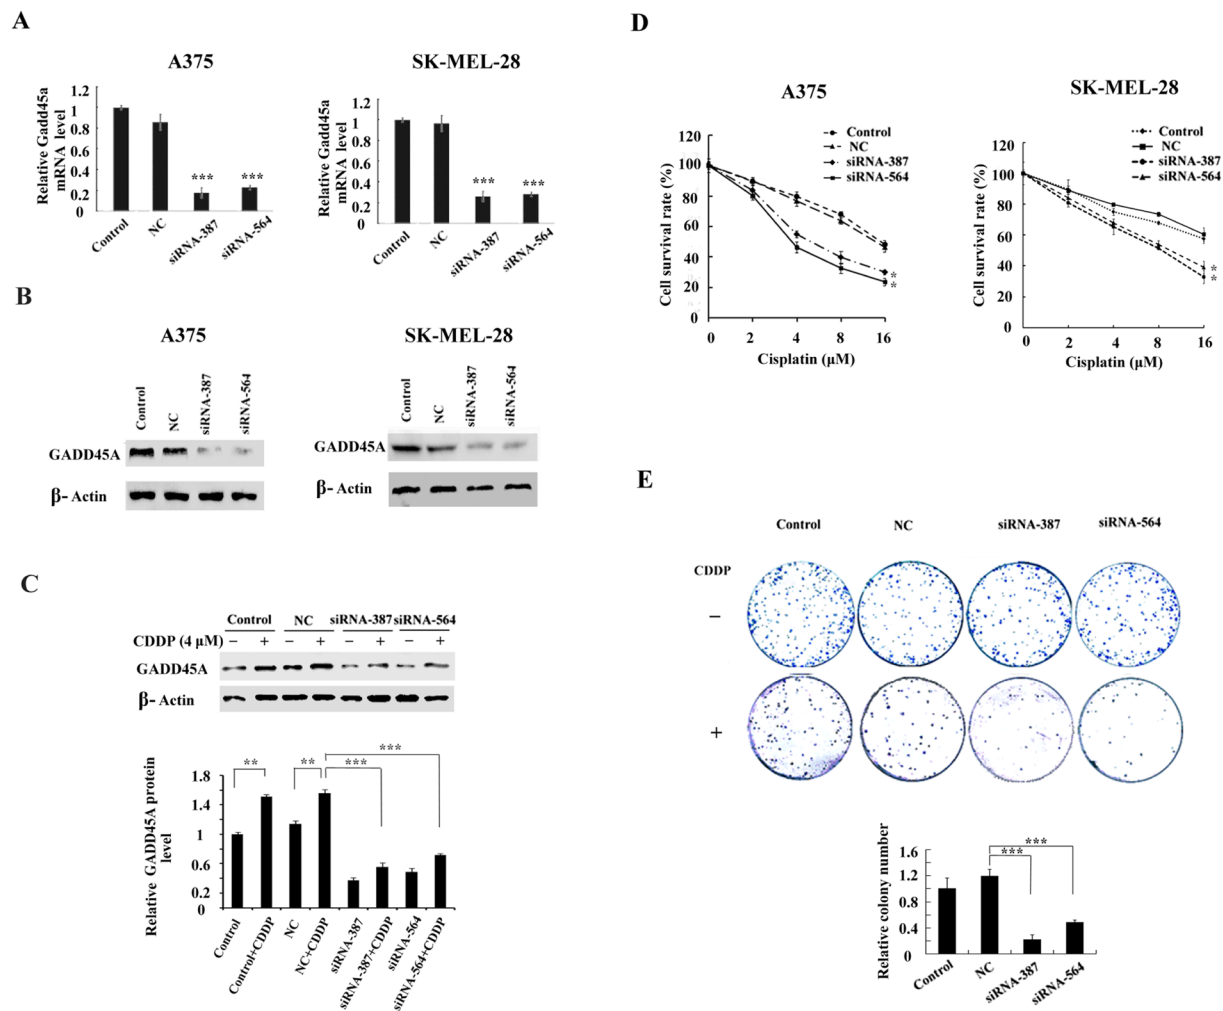 A
A375
Relative Gadd45a
mRNA level
1.2
1
0.8
0.6
0.4
0.2
0
***
***
Control
NC
siRNA-387
siRNA-564
SK-MEL-28
Relative Gadd45a
mRNA level
1.2
1
0.8
0.6
0.4
0.2
0
***
***
Control
NC
siRNA-387
siRNA-564
B
A375
Control
NC
siRNA-387
siRNA-564
GADD45A
β- Actin
SK-MEL-28
Control
NC
siRNA-387
siRNA-564
GADD45A
β- Actin
C
Control NC siRNA-387 siRNA-564
CDDP (4 μM) − + − + − + − +
GADD45A
β- Actin
Relative GADD45A protein
level
1.8
1.4
1
0.6
0.2
0
**
**
***
***
Control
Control+CDDP
NC
NC+CDDP
siRNA-387
siRNA-387+CDDP
siRNA-564
siRNA-564+CDDP
D
A375
Control
NC
siRNA-387
siRNA-564
Cell survival rate (%)
120
100
80
60
40
20
0
*
*
0 2 4 8 16
Cisplatin (μM)
SK-MEL-28
Control
NC
siRNA-387
siRNA-564
Cell survival rate (%)
120
100
80
60
40
20
0
*
*
0 2 4 8 16
Cisplatin (μM)
E
Control NC siRNA-387 siRNA-564
CDDP
−
+
Relative colony number
1.6
1.2
0.8
0.4
0
***
***
Control
NC
siRNA-387
siRNA-564